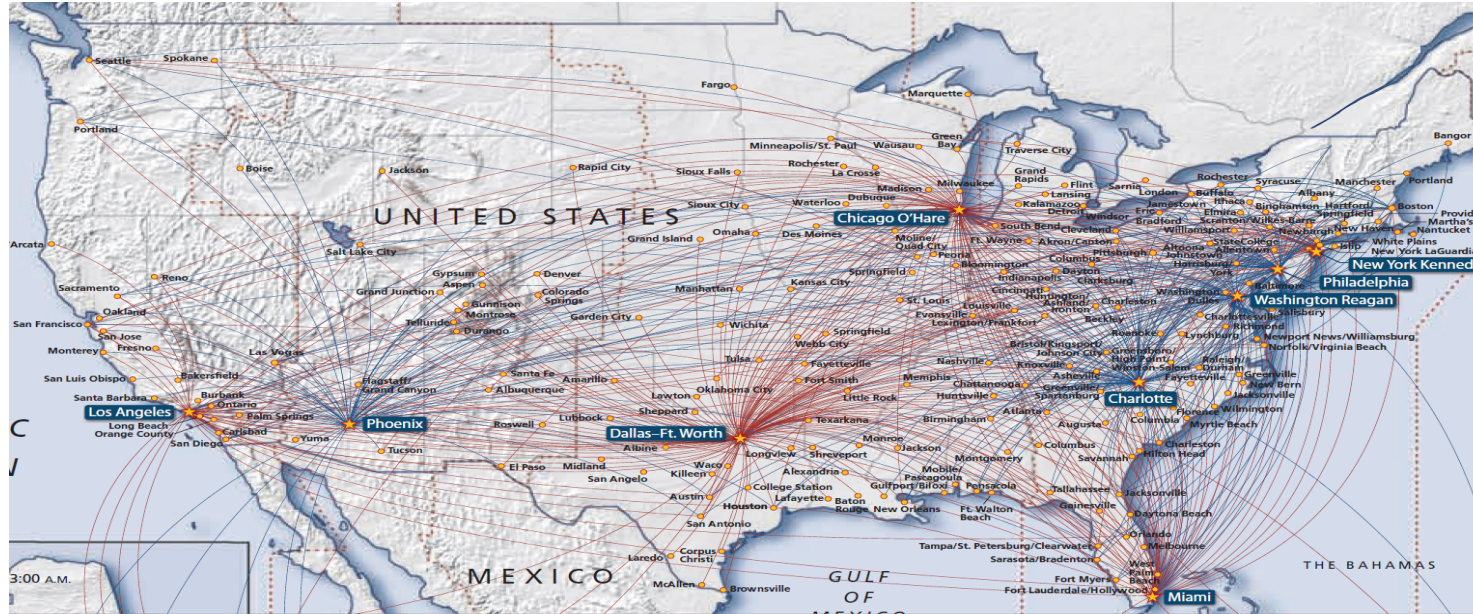 Seattle
Spokane
Portland
Boise
Jackson
Rapid City
Fargo
Marquette
Minneapolis/St. Paul
Wausau
Green
Bay
Traverse City
Rochester
La Crosse
Sioux Falls
Madison
Milwaukee
Grand
Rapids
Flint
Lansing
Kalamazoo
Detroit
Sarnia
London
Windsor
Bangor
Rochester
Buffalo
Syracuse
Ithaca
Jamestown
Erie
Bradford
Elmira
Binghamton
Albany
Hartford/
Springfield
Manchester
Portland
Boston
Provid
Martha's
Nantucket
New Haven
Scranton/Wilkes-Barre
Williamsport
Newburgh
Islip
White Plains
New York LaGuardia
New York Kenned
Philadelphia
Washington Reagan
UNITED STATES
Sioux City
Waterloo
Dubuque
Chicago O'Hare
South Bend
Ft. Wayne
Cleveland
Akron/Canton
Pittsburgh
Altoona
Johnstown
State College
Allentown
Harrisburg
York
Arcata
Salt Lake City
Grand Island
Omaha
Des Moines
Moline/
Quad City
Peoria
Bloomington
Springfield
Columbus
Dayton
Indianapolis
Cincinnati
Clarksburg
Washington
Dulles
Baltimore
Salisbury
Reno
Sacramento
Oakland
San Francisco
San Jose
Monterey
Fresno
Gypsum
Aspen
Grand Junction
Denver
Colorado
Springs
Gunnison
Montrose
Telluride
Durango
Manhattan
Kansas City
Garden City
Wichita
St. Louis
Evansville
Louisville
Lexington/Frankfort
Huntington/
Ashland/
Ironton
Charleston
Beckley
Charlottesville
Richmond
Newport News/Williamsburg
Norfolk/Virginia Beach
Roanoke
Lynchburg
Springfield
Webb City
Las Vegas
San Luis Obispo
Bakersfield
Santa Barbara
Burbank
Ontario
Los Angeles
Long Beach
Orange County
Palm Springs
Carlsbad
San Diego
Yuma
Flagstaff/
Grand Canyon
Phoenix
Tucson
Santa Fe
Albuquerque
Amarillo
Tulsa
Fayetteville
Oklahoma City
Fort Smith
Little Rock
Lawton
Sheppard
Lubbock
Roswell
Dallas–Ft. Worth
Texarkana
Nashville
Memphis
Bristol/Kingsport/
Johnson City
Knoxville
Chattanooga
Huntsville
Asheville
Greenville/
Spartanburg
Greensboro/
High Point/
Winston-Salem
Raleigh/
Durham
Fayetteville
Greenville
New Bern
Jacksonville
Wilmington
Charlotte
Atlanta
Birmingham
Augusta
Columbia
Florence
Myrtle Beach
Charleston
Hilton Head
Savannah
Columbus
Montgomery
El Paso
Midland
San Angelo
Abiline
Waco
Killeen
Longview
Shreveport
Monroe
Jackson
Alexandria
Austin
College Station
Houston
Lafayette
Baton
Rouge
New Orleans
Gulfport/Biloxi
Mobile/
Pascagoula
Pensacola
Ft. Walton
Beach
Tallahassee
Jacksonville
Gainesville
Daytona Beach
San Antonio
Laredo
Corpus
Christi
McAllen
Brownsville
Orlando
Melbourne
Tampa/St. Petersburg/Clearwater
Sarasota/Bradenton
West
Palm
Beach
Fort Myers
Fort Lauderdale/Hollywood
Miami
3:00 A.M.
MEXICO
GULF
OF
MEXICO
THE BAHAMAS